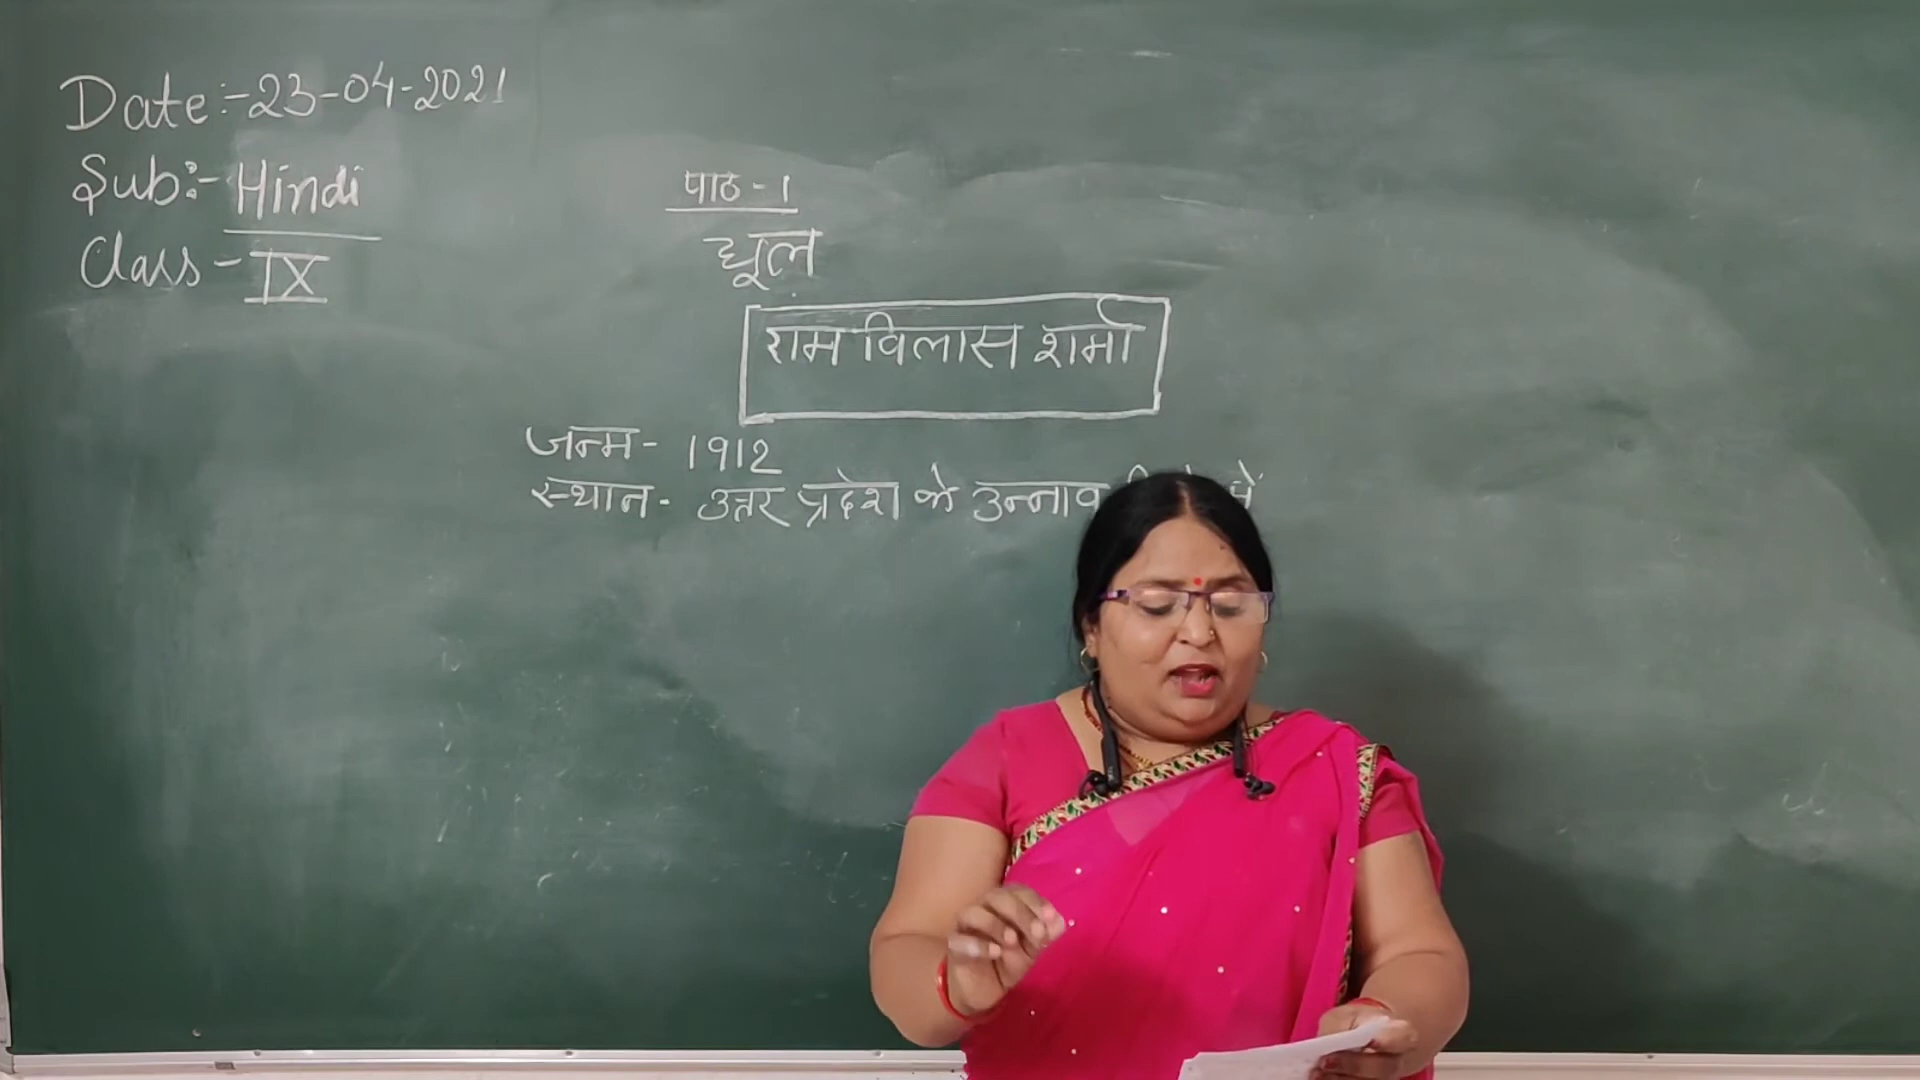 Date:-23-04-2021
Sub:-Hindi
Class-IX
पाठ-1
धूल
राम विलास शर्मा
जन्म- 1912
स्थान- उत्तर प्रदेश के उन्नाव में